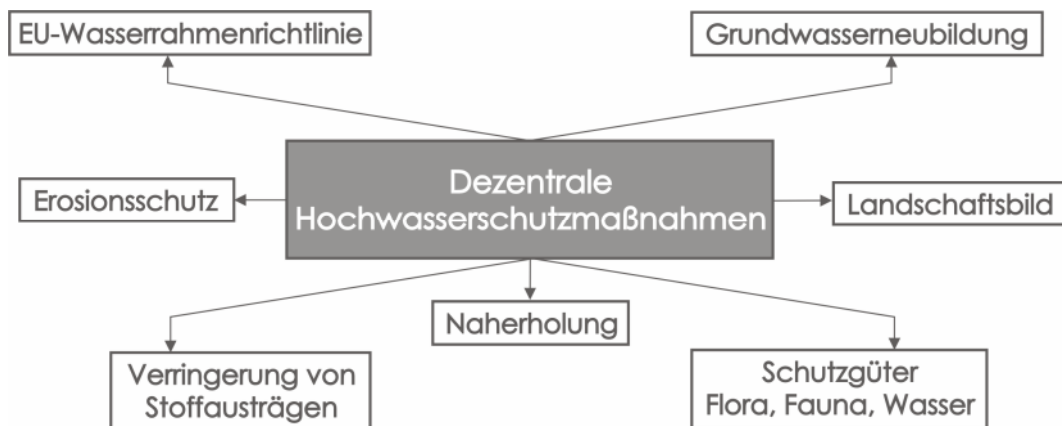 EU-Wasserrahmenrichtlinie
Grundwasserneubildung
Dezentrale
Hochwasserschutzmaßnahmen
Erosionsschutz
Landschaftsbild
Naherholung
Verringerung von
Stoffausträgen
Schutzgüter
Flora, Fauna, Wasser